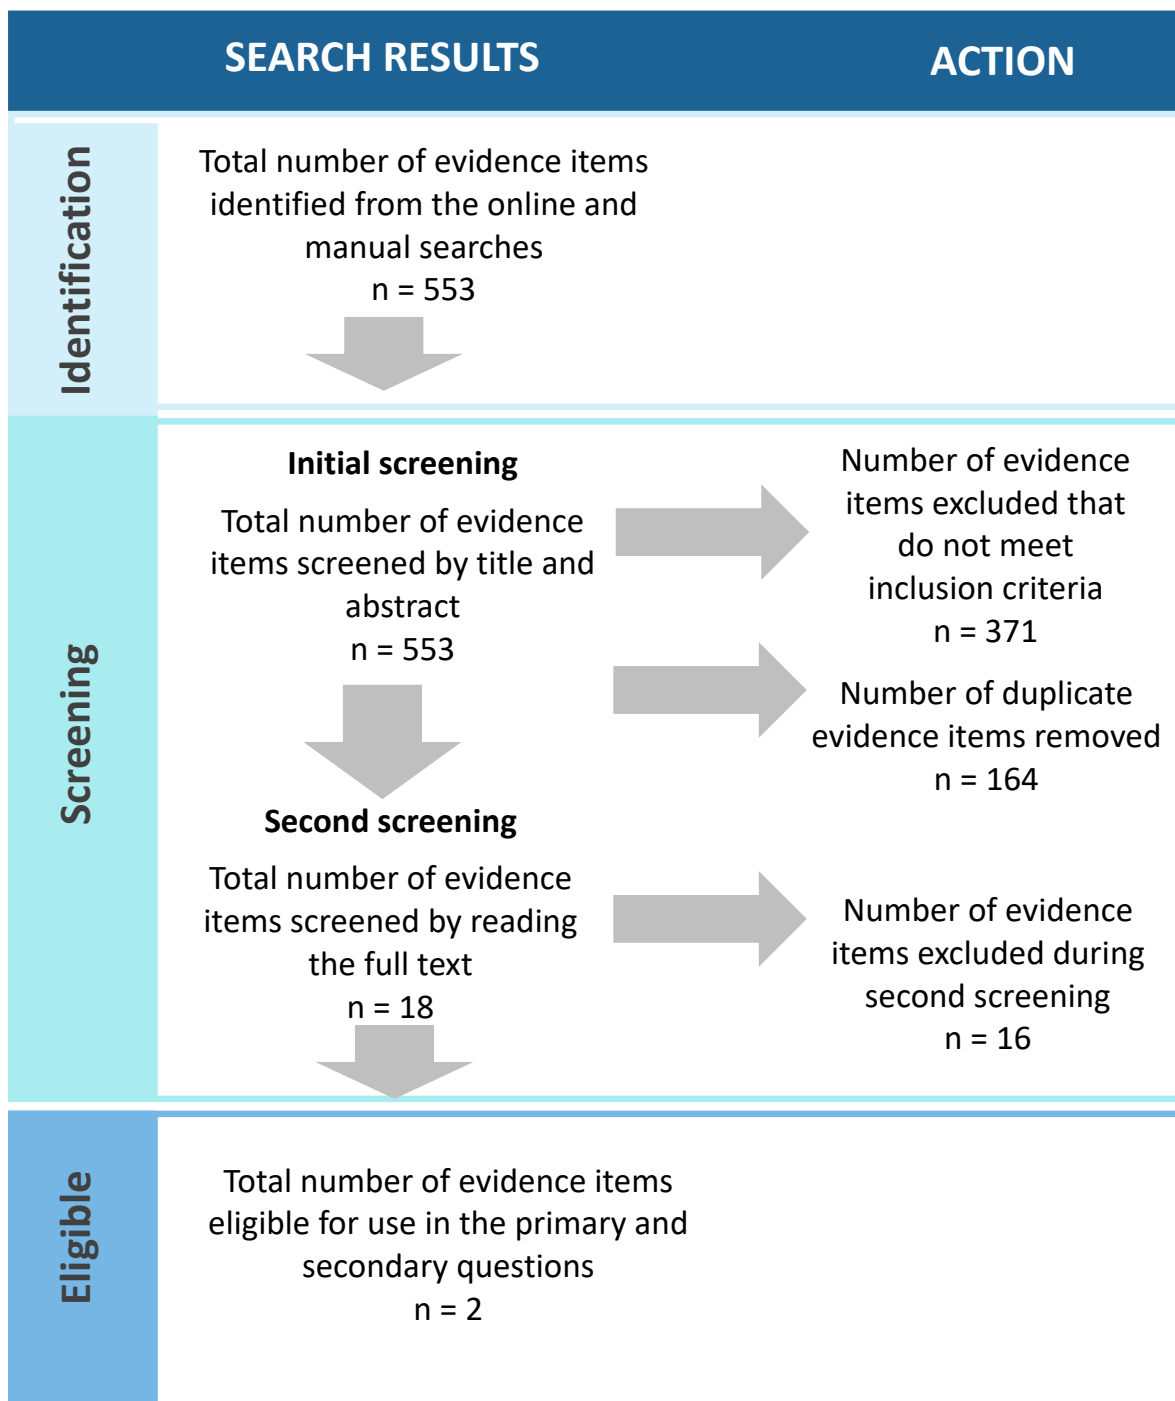 SEARCH RESULTS
ACTION
Identification
Total number of evidence items
identified from the online and
manual searches
n = 553
Screening
Initial screening
Total number of evidence
items screened by title and
abstract
n = 553
Number of evidence
items excluded that
do not meet
inclusion criteria
n = 371
Number of duplicate
evidence items removed
n = 164
Second screening
Total number of evidence
items screened by reading
the full text
n = 18
Number of evidence
items excluded during
second screening
n = 16
Eligible
Total number of evidence items
eligible for use in the primary and
secondary questions
n = 2